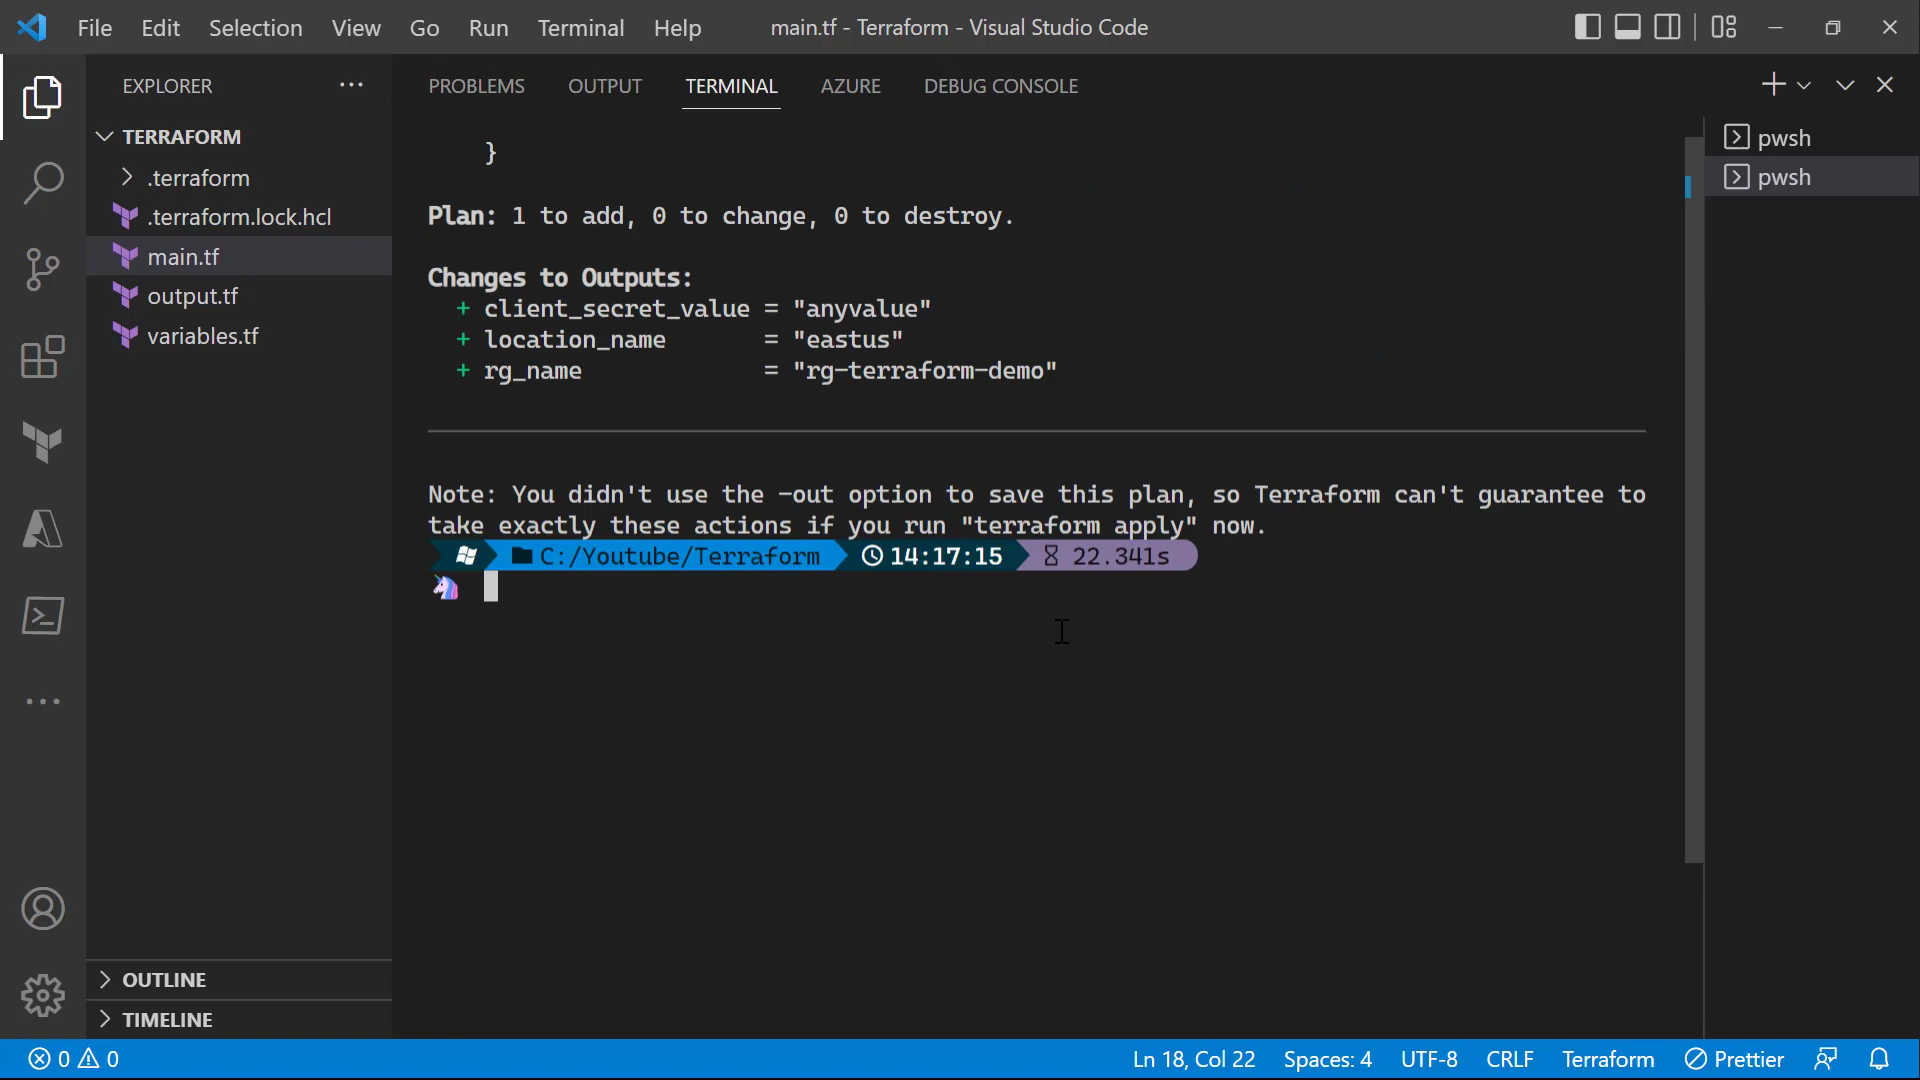 File Edit Selection View Go Run Terminal Help
main.tf - Terraform - Visual Studio Code
EXPLORER
TERRAFORM
.terraform
.terraform.lock.hcl
main.tf
output.tf
variables.tf
OUTLINE
TIMELINE
PROBLEMS OUTPUT TERMINAL AZURE DEBUG CONSOLE
}
Plan: 1 to add, 0 to change, 0 to destroy.
Changes to Outputs:
+ client_secret_value = "anyvalue"
+ location_name = "eastus"
+ rg_name = "rg-terraform-demo"
Note: You didn't use the -out option to save this plan, so Terraform can't guarantee to
take exactly these actions if you run "terraform apply" now.
C:/Youtube/Terraform 14:17:15 22.341s
pwsh
pwsh
0 0
Ln 18, Col 22 Spaces: 4 UTF-8 CRLF Terraform Prettier